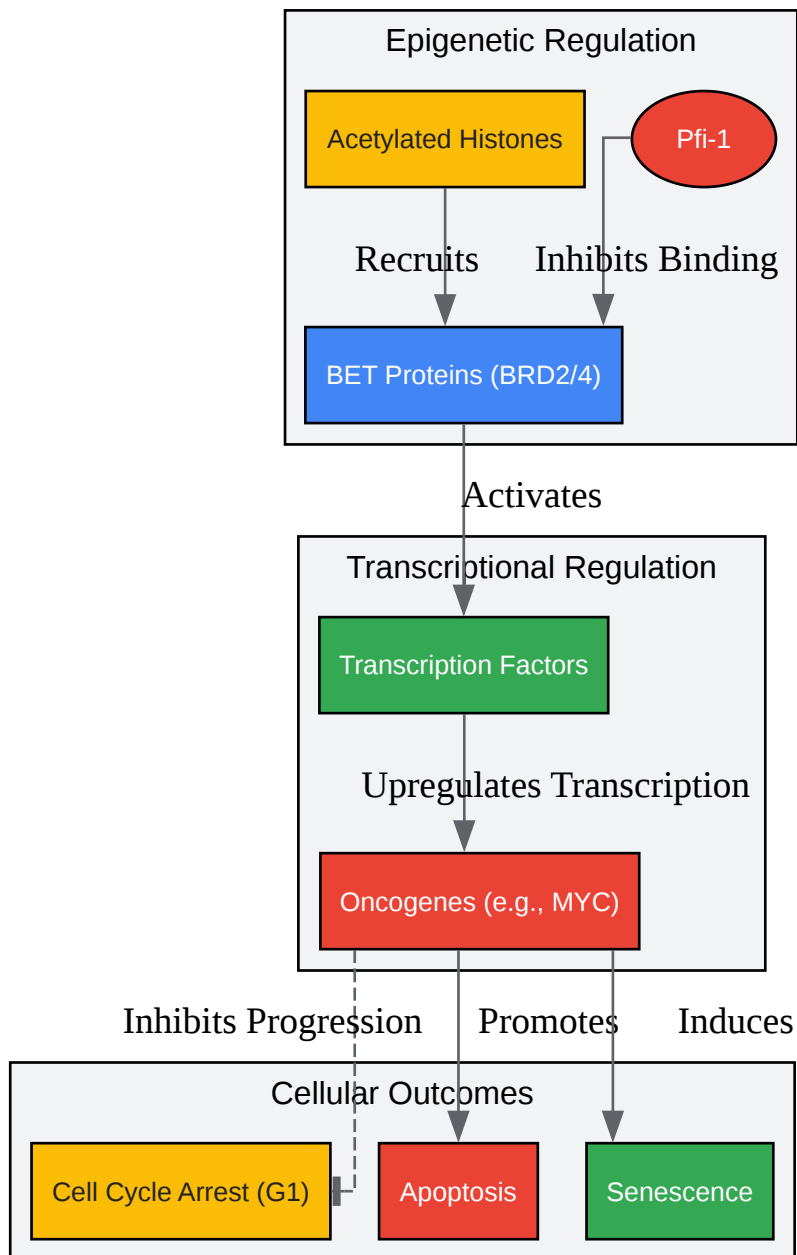 Epigenetic Regulation
Acetylated Histones
Pfi-1
Recruits
Inhibits Binding
BET Proteins (BRD2/4)
Activates
Transcriptional Regulation
Transcription Factors
Upregulates Transcription
Oncogenes (e.g., MYC)
Inhibits Progression
Promotes
Induces
Cellular Outcomes
Cell Cycle Arrest (G1)
Apoptosis
Senescence